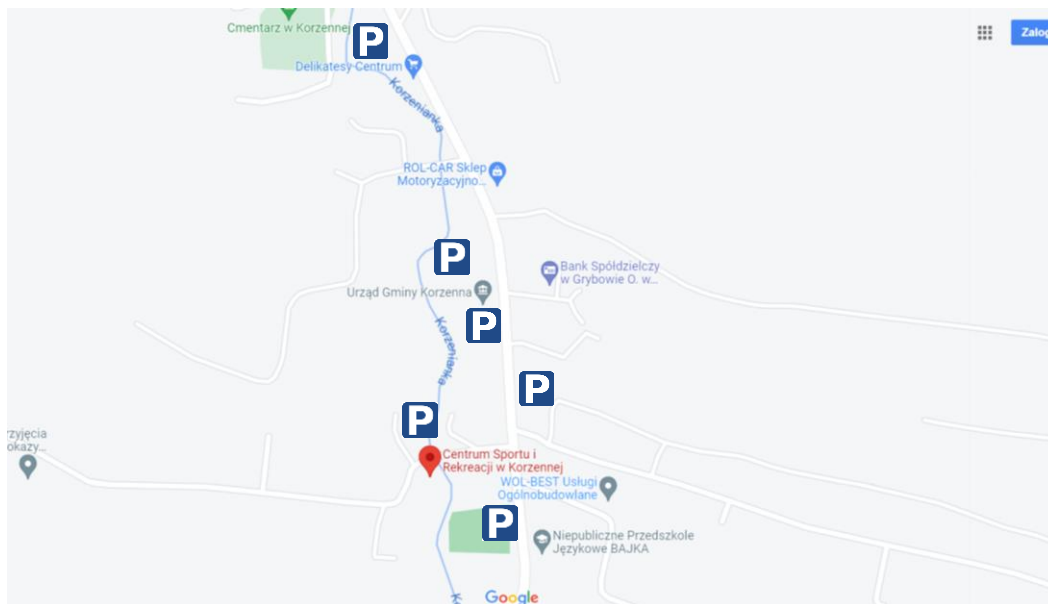 Cmentarz w Korzennej
P
Zalog
Delikatesy Centrum
Korzenianka
ROL-CAR Sklep
Motoryzacyjno...
P
Bank Spółdzielczy
w Grybowie O. w...
Urząd Gminy Korzenna
P
Korzenianka
P
P
rzyjęcia
okazy...
Centrum Sportu i
Rekreacji w Korzennej
WOL-BEST Usługi
Ogólnobudowlane
P
Niepubliczne Przedszkole
Językowe BAJKA
Google